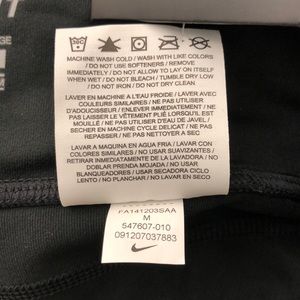 MACHINE WASH COLD / WASH WITH LIKE COLORS
/ DO NOT USE SOFTENERS / REMOVE
IMMEDIATELY / DO NOT ALLOW TO LAY ON ITSELF
WHEN WET / DO NOT BLEACH / TUMBLE DRY LOW
/ DO NOT IRON / DO NOT DRY CLEAN.
LAVER EN MACHINE A L'EAU FROIDE / LAVER AVEC
COULEURS SIMILAIRES / NE PAS UTILISER
D'ADOUCISSEUR / ENLEVER IMMEDIATEMENT / NE
PAS LAISSER LE VÊTEMENT PLIÉ LORSQU'IL EST
MOUILLÉ / NE PAS UTILISER D'EAU DE JAVEL /
SÉCHER EN MACHINE CYCLE DELICAT / NE PAS
REPASSER / NE PAS NETTOYER A SEC
LAVAR A MAQUINA EN AGUA FRIA / LAVAR CON
COLORES SIMILARES / NO USAR SUAVIZANTES /
RETIRAR INMEDIATAMENTE DE LA LAVADORA / NO
DOBLAR PRENDA MOJADA / NO USAR
BLANQUEADORES / USAR SECADORA CICLO
LENTO / NO PLANCHAR / NO LAVAR EN SECO
FA141203SAA
M
547607-010
091207037883